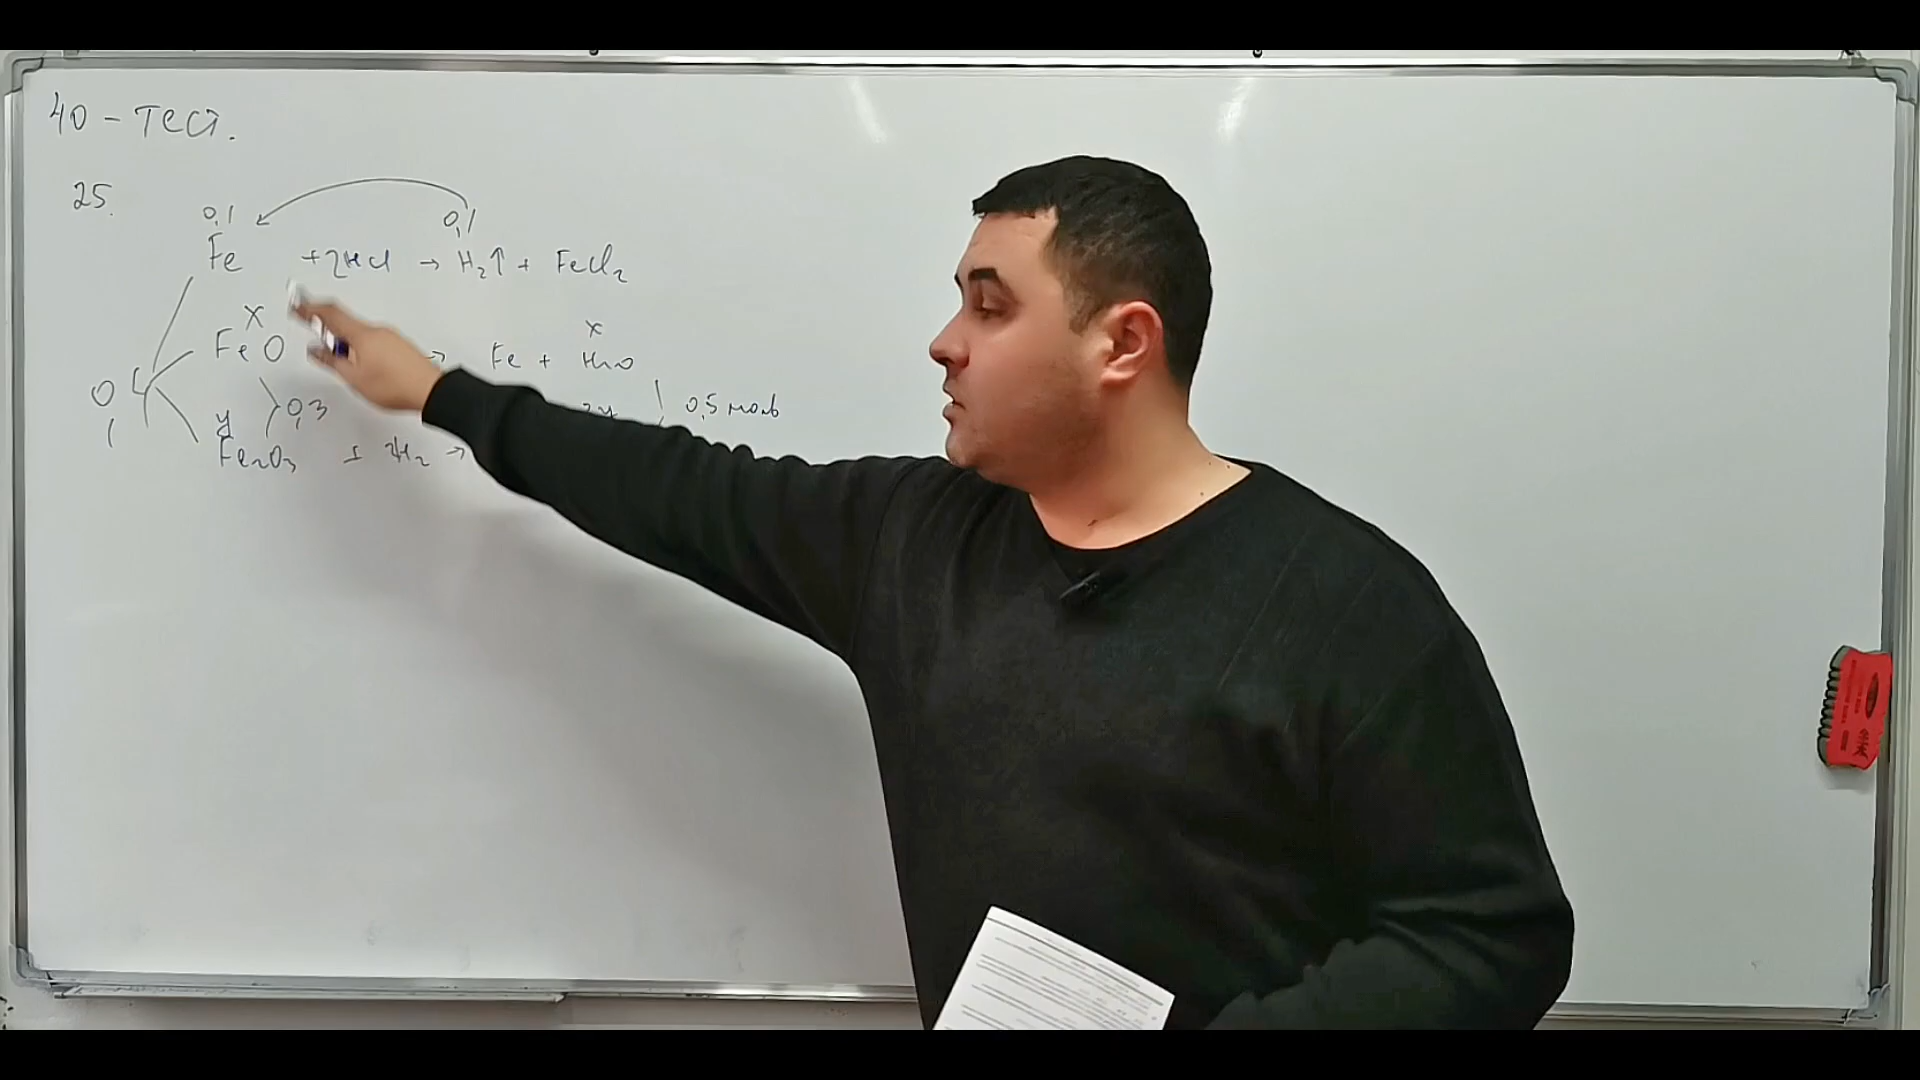 40 - тест.
25.
0,1 0,1
Fe + 2HCl → H₂↑ + FeCl₂
x x
FeO → Fe + H₂O
0,4 0,3 0,5 моль
y
Fe₂O₃ + H₂ →